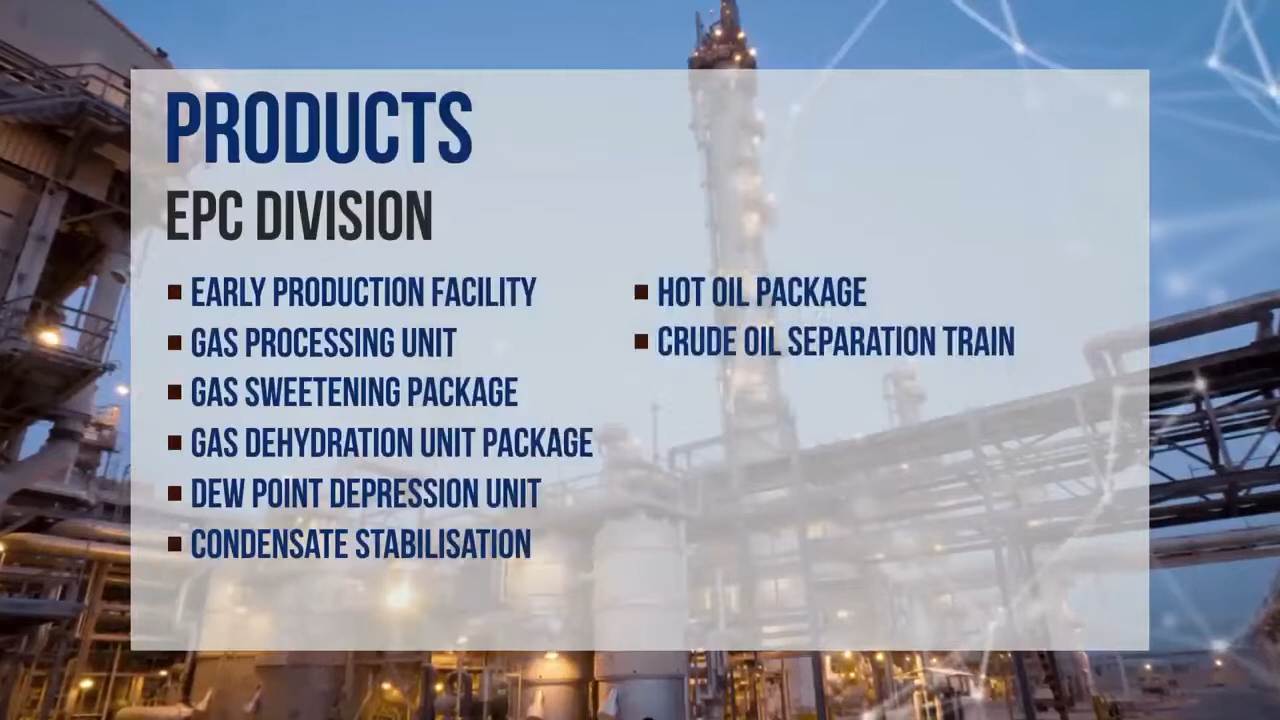 PRODUCTS
EPC DIVISION
EARLY PRODUCTION FACILITY
GAS PROCESSING UNIT
GAS SWEETENING PACKAGE
GAS DEHYDRATION UNIT PACKAGE
DEW POINT DEPRESSION UNIT
CONDENSATE STABILISATION
HOT OIL PACKAGE
CRUDE OIL SEPARATION TRAIN